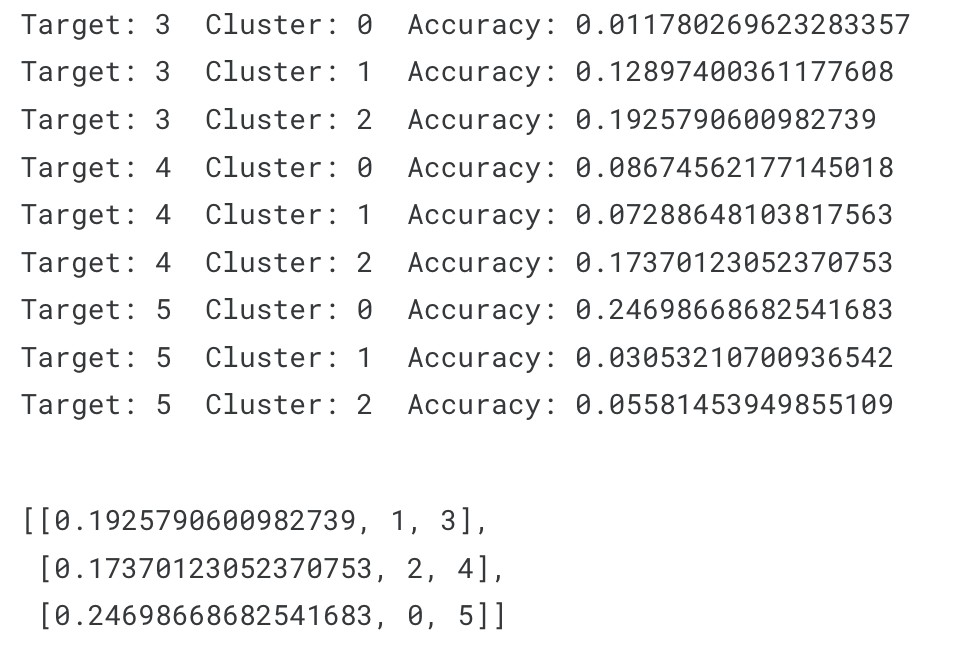 Target: 3  Cluster: 0  Accuracy: 0.011780269623283357
Target: 3  Cluster: 1  Accuracy: 0.12897400361177608
Target: 3  Cluster: 2  Accuracy: 0.1925790600982739
Target: 4  Cluster: 0  Accuracy: 0.08674562177145018
Target: 4  Cluster: 1  Accuracy: 0.07288648103817563
Target: 4  Cluster: 2  Accuracy: 0.17370123052370753
Target: 5  Cluster: 0  Accuracy: 0.24698668682541683
Target: 5  Cluster: 1  Accuracy: 0.03053210700936542
Target: 5  Cluster: 2  Accuracy: 0.05581453949855109
[[0.1925790600982739, 1, 3],
 [0.17370123052370753, 2, 4],
 [0.24698668682541683, 0, 5]]